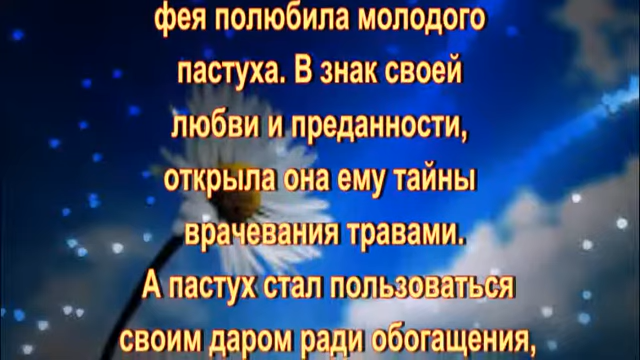 фея полюбила молодого
пастуха. В знак своей
любви и преданности,
открыла она ему тайны
врачевания травами.
А пастух стал пользоваться
своим даром ради обогащения,